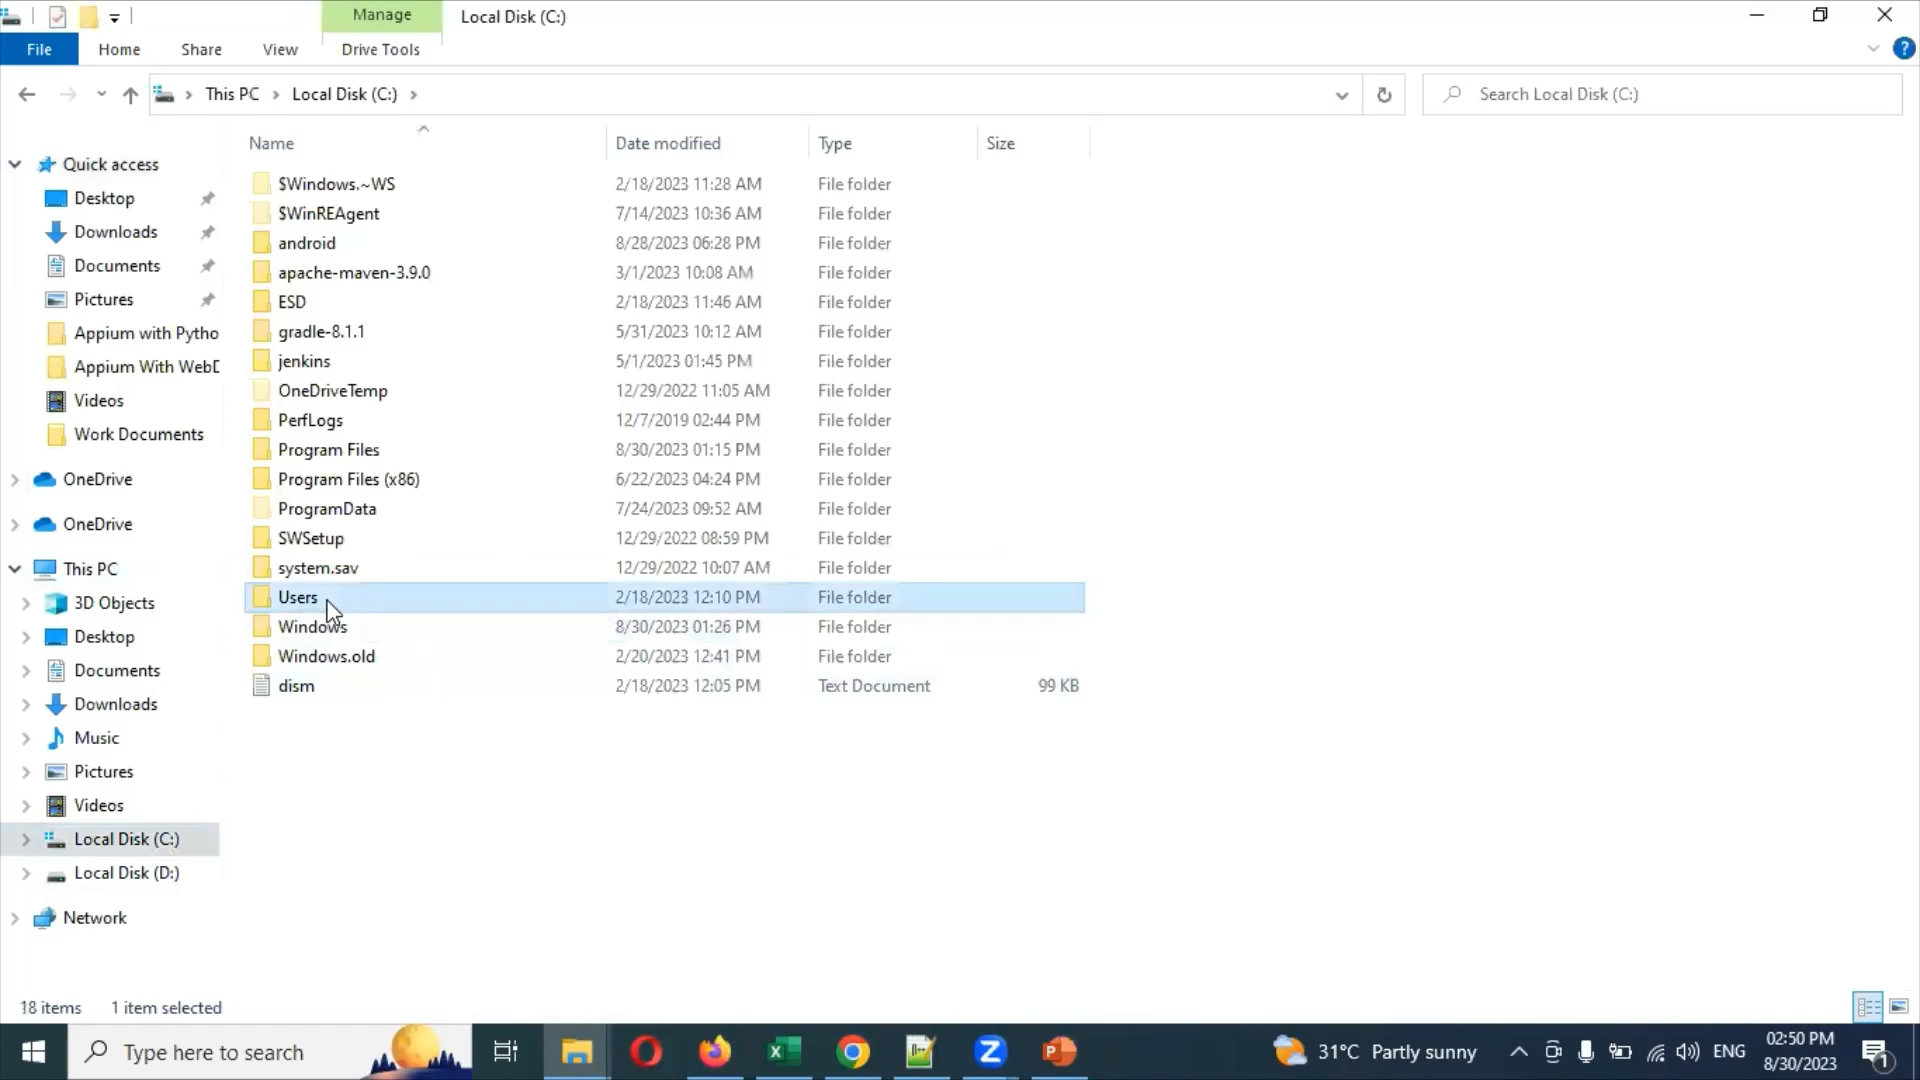 Manage
Local Disk (C:)
File
Home
Share
View
Drive Tools
?
This PC
Local Disk (C:)
Search Local Disk (C:)
Name
Date modified
Type
Size
Quick access
Desktop
Downloads
Documents
Pictures
Appium with Pytho
Appium With WebD
Videos
Work Documents
OneDrive
OneDrive
This PC
3D Objects
Desktop
Documents
Downloads
Music
Pictures
Videos
Local Disk (C:)
Local Disk (D:)
Network
$Windows.~WS 2/18/2023 11:28 AM File folder
$WinREAgent 7/14/2023 10:36 AM File folder
android 8/28/2023 06:28 PM File folder
apache-maven-3.9.0 3/1/2023 10:08 AM File folder
ESD 2/18/2023 11:46 AM File folder
gradle-8.1.1 5/31/2023 10:12 AM File folder
jenkins 5/1/2023 01:45 PM File folder
OneDriveTemp 12/29/2022 11:05 AM File folder
PerfLogs 12/7/2019 02:44 PM File folder
Program Files 8/30/2023 01:15 PM File folder
Program Files (x86) 6/22/2023 04:24 PM File folder
ProgramData 7/24/2023 09:52 AM File folder
SWSetup 12/29/2022 08:59 PM File folder
system.sav 12/29/2022 10:07 AM File folder
Users 2/18/2023 12:10 PM File folder
Windows 8/30/2023 01:26 PM File folder
Windows.old 2/20/2023 12:41 PM File folder
dism 2/18/2023 12:05 PM Text Document 99 KB
18 items 1 item selected
Type here to search
31°C Partly sunny
ENG
02:50 PM
8/30/2023
1